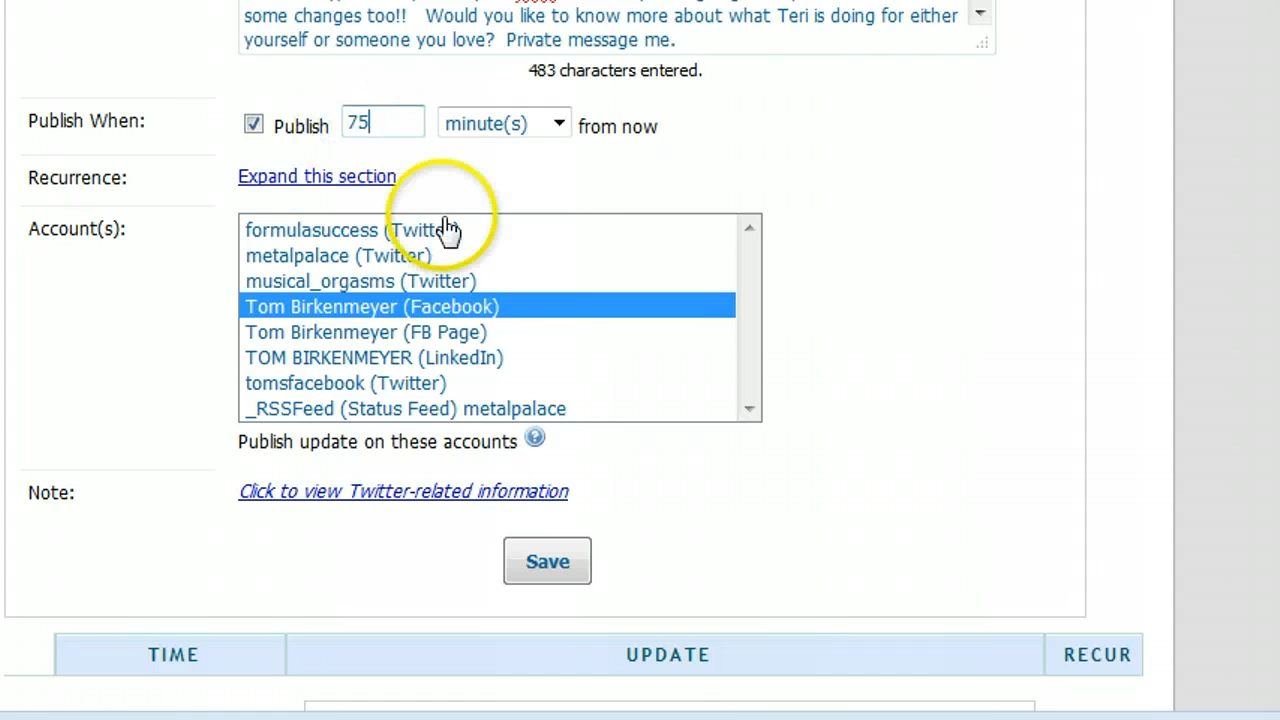 some changes too!! Would you like to know more about what Teri is doing for either
yourself or someone you love? Private message me.
483 characters entered.
Publish When:
Publish 75 minute(s) from now
Recurrence:
Expand this section
Account(s):
formulasuccess (Twitter)
metalpalace (Twitter)
musical_orgasms (Twitter)
Tom Birkenmeyer (Facebook)
Tom Birkenmeyer (FB Page)
TOM BIRKENMEYER (LinkedIn)
tomsfacebook (Twitter)
_RSSFeed (Status Feed) metalpalace
Publish update on these accounts ?
Note:
Click to view Twitter-related information
Save
TIME UPDATE RECUR